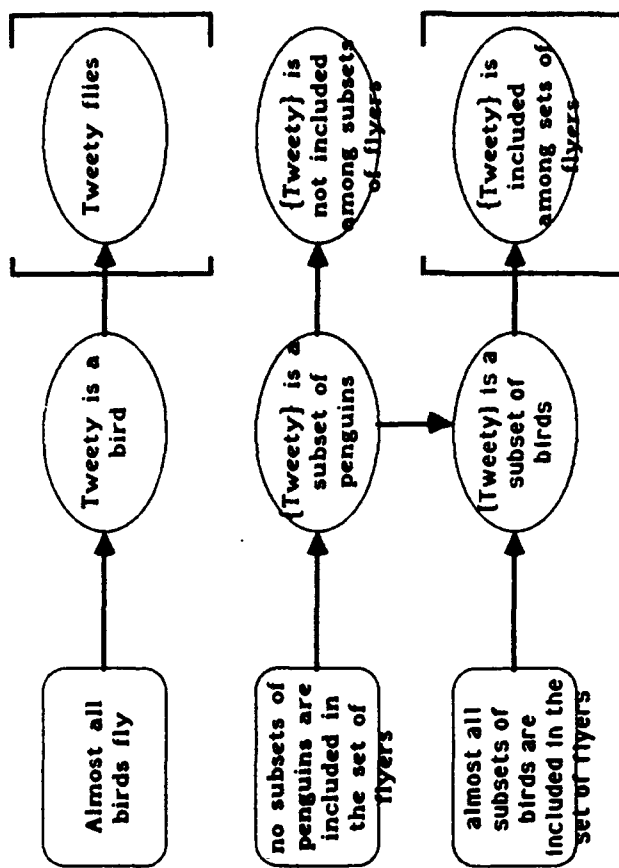 Almost all
birds fly
Tweety is a
bird
Tweety flies
no subsets of
penguins are
included in
the set of
flyers
{Tweety} is a
subset of
penguins
{Tweety} is
not included
among subsets
of flyers
almost all
subsets of
birds are
included in the
set of flyers
{Tweety} is a
subset of
birds
{Tweety} is
included
among sets of
flyers